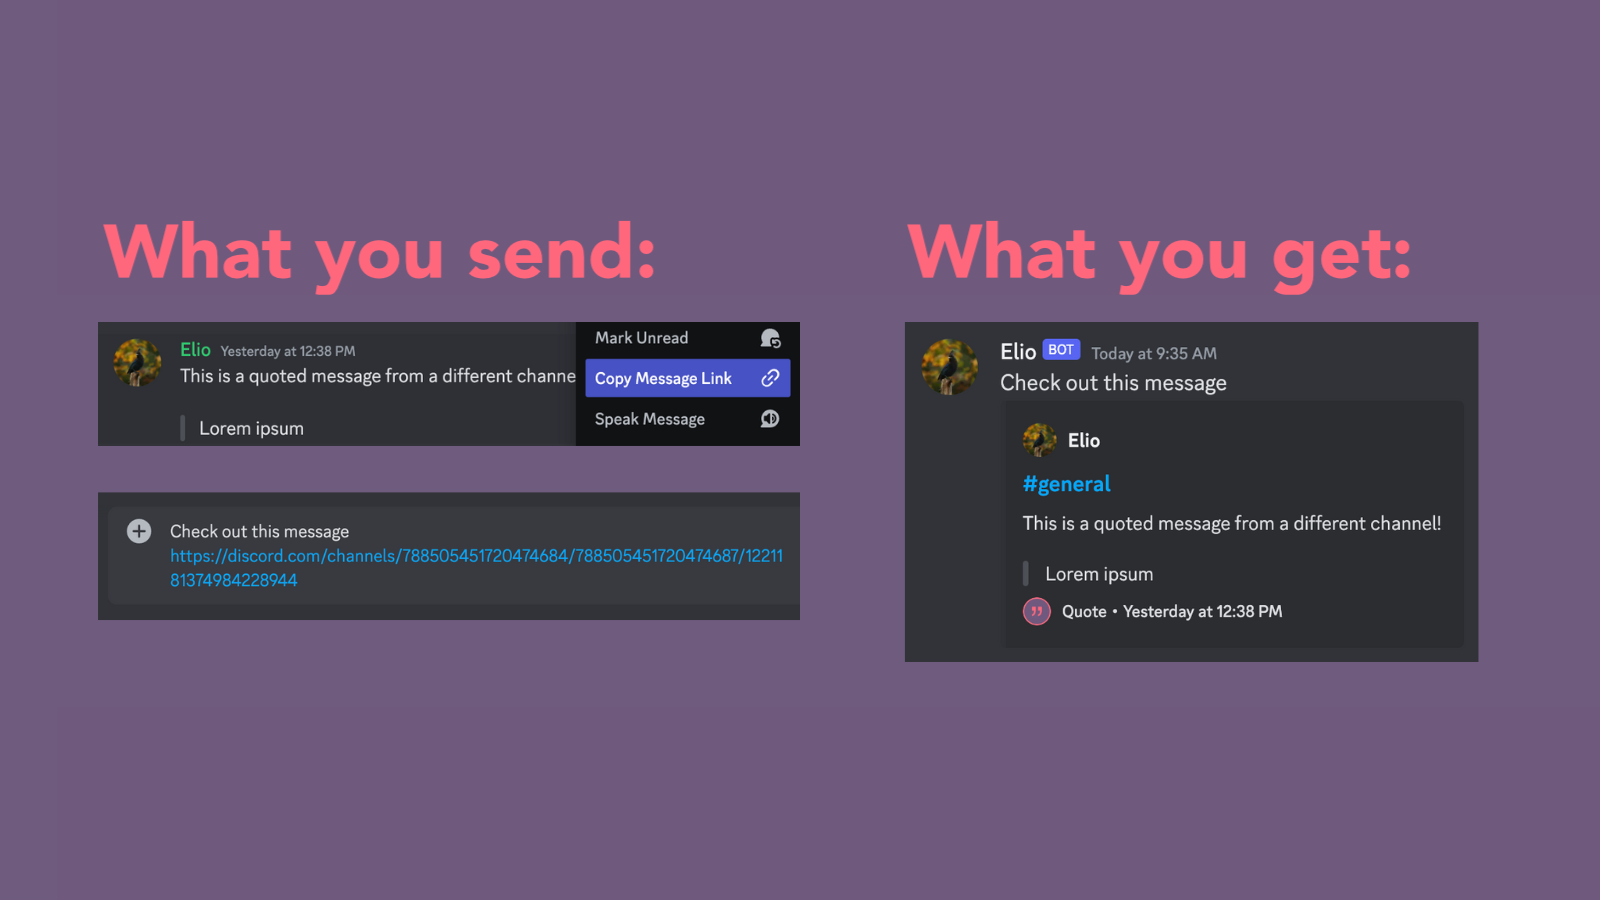 What you send:
Elio Yesterday at 12:38 PM
This is a quoted message from a different channe
Lorem ipsum
Mark Unread
Copy Message Link
Speak Message
Check out this message
https://discord.com/channels/788505451720474684/788505451720474687/12211
81374984228944
What you get:
Elio BOT Today at 9:35 AM
Check out this message
Elio
#general
This is a quoted message from a different channel!
Lorem ipsum
Quote • Yesterday at 12:38 PM